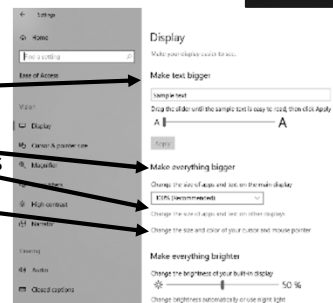 Settings
Home
Find a setting
Ease of Access
Vision
Display
Cursor & pointer size
Magnifier
High contrast
Narrator
Hearing
Audio
Closed captions
Display
Make your display easier to see.
Make text bigger
Sample text
Drag the slider until the sample text is easy to read, then click Apply
A A
Apply
Make everything bigger
Change the size of apps and text on the main display
100% (Recommended)
Change the size of apps and text on other displays
Change the size and color of your cursor and mouse pointer
Make everything brighter
Change the brightness of your built-in display
50 %
Change brightness automatically or use night light